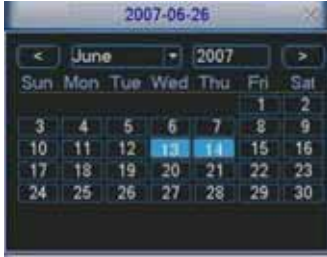 2007-06-26
< June 2007 >
Sun Mon Tue Wed Thu Fri Sat
1 2
3 4 5 6 7 8 9
10 11 12 13 14 15 16
17 18 19 20 21 22 23
24 25 26 27 28 29 30